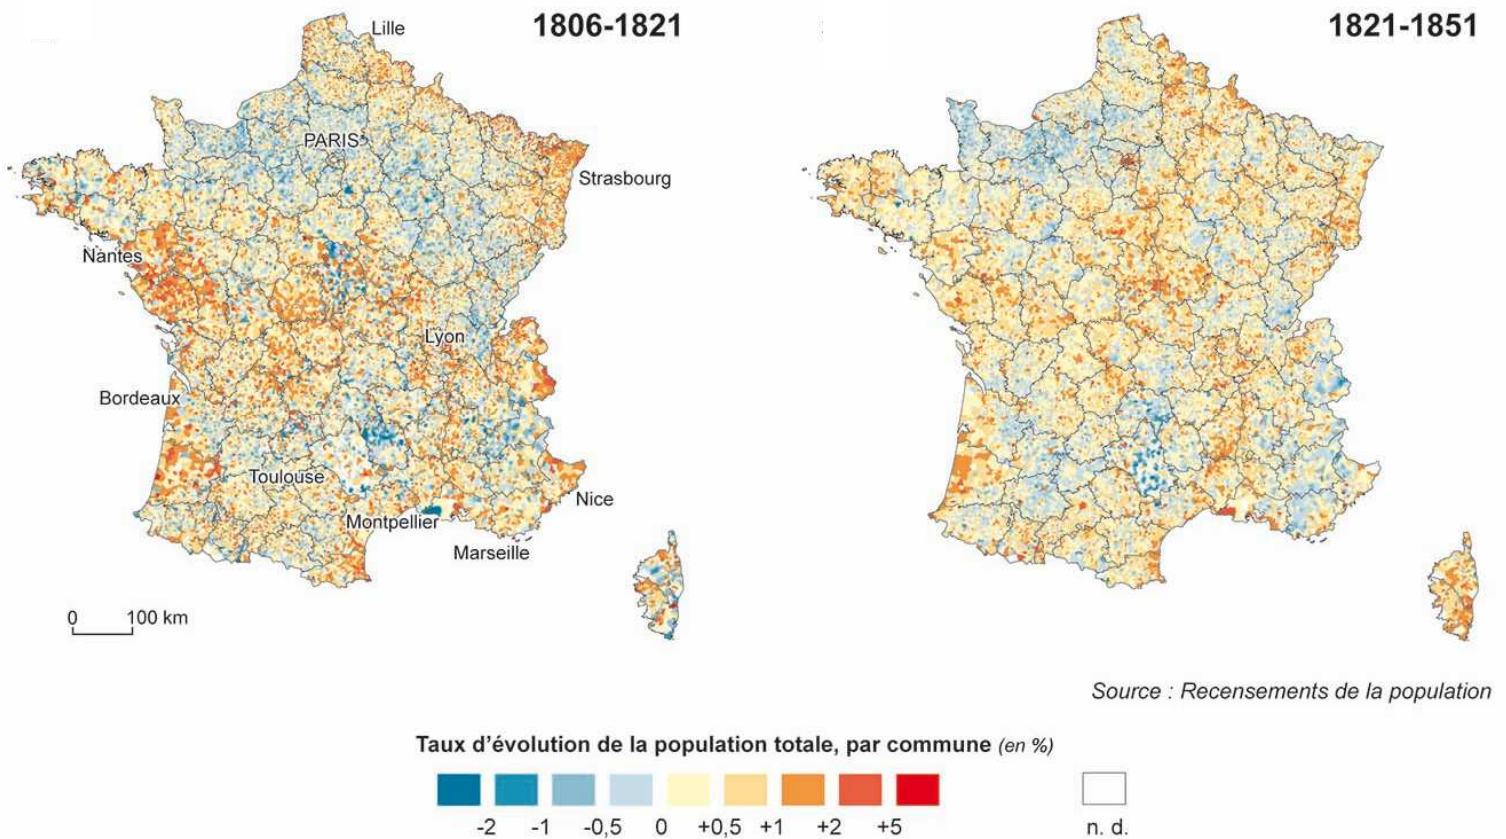 1806-1821
1821-1851
Lille
PARIS
Strasbourg
Nantes
Lyon
Bordeaux
Toulouse
Nice
Montpellier
Marseille
0 100 km
Source : Recensements de la population
Taux d’évolution de la population totale, par commune (en %)
-2 -1 -0,5 0 +0,5 +1 +2 +5 n. d.